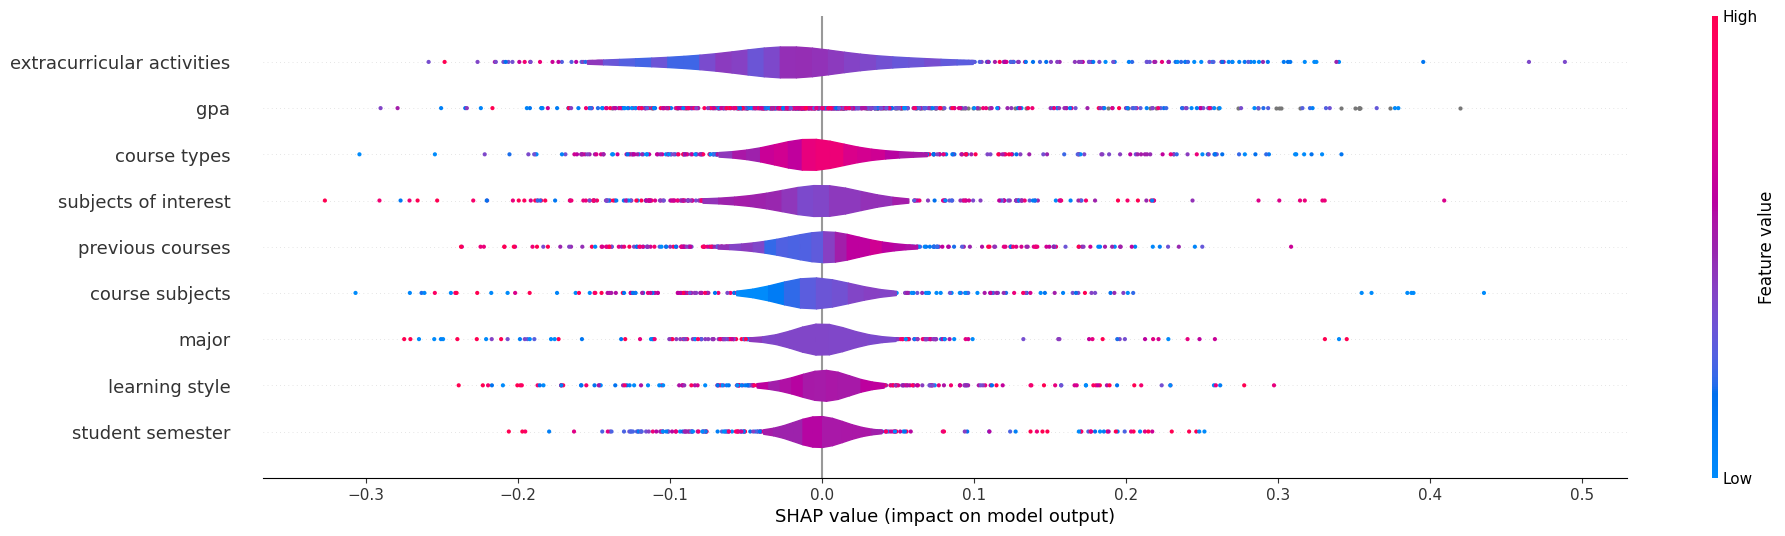 extracurricular activities
gpa
course types
subjects of interest
previous courses
course subjects
major
learning style
student semester
−0.3 −0.2 −0.1 0.0 0.1 0.2 0.3 0.4 0.5
SHAP value (impact on model output)
High
Feature value
Low